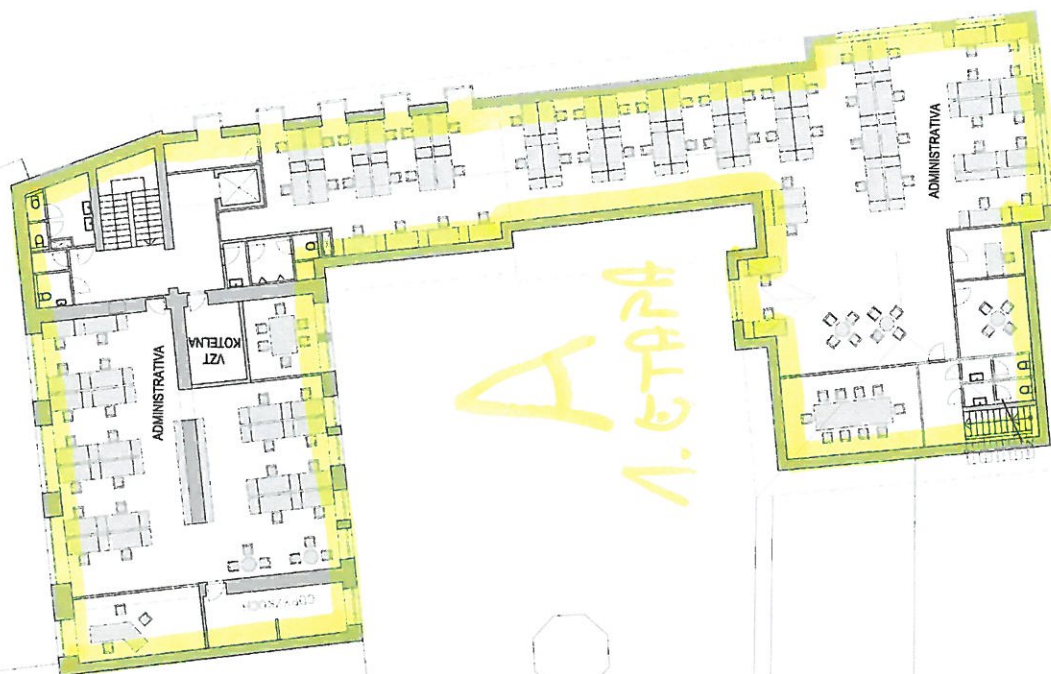 ADMINISTRATIVA
ADMINISTRATIVA
VZT
KOTELNA
A
1. ETAPA